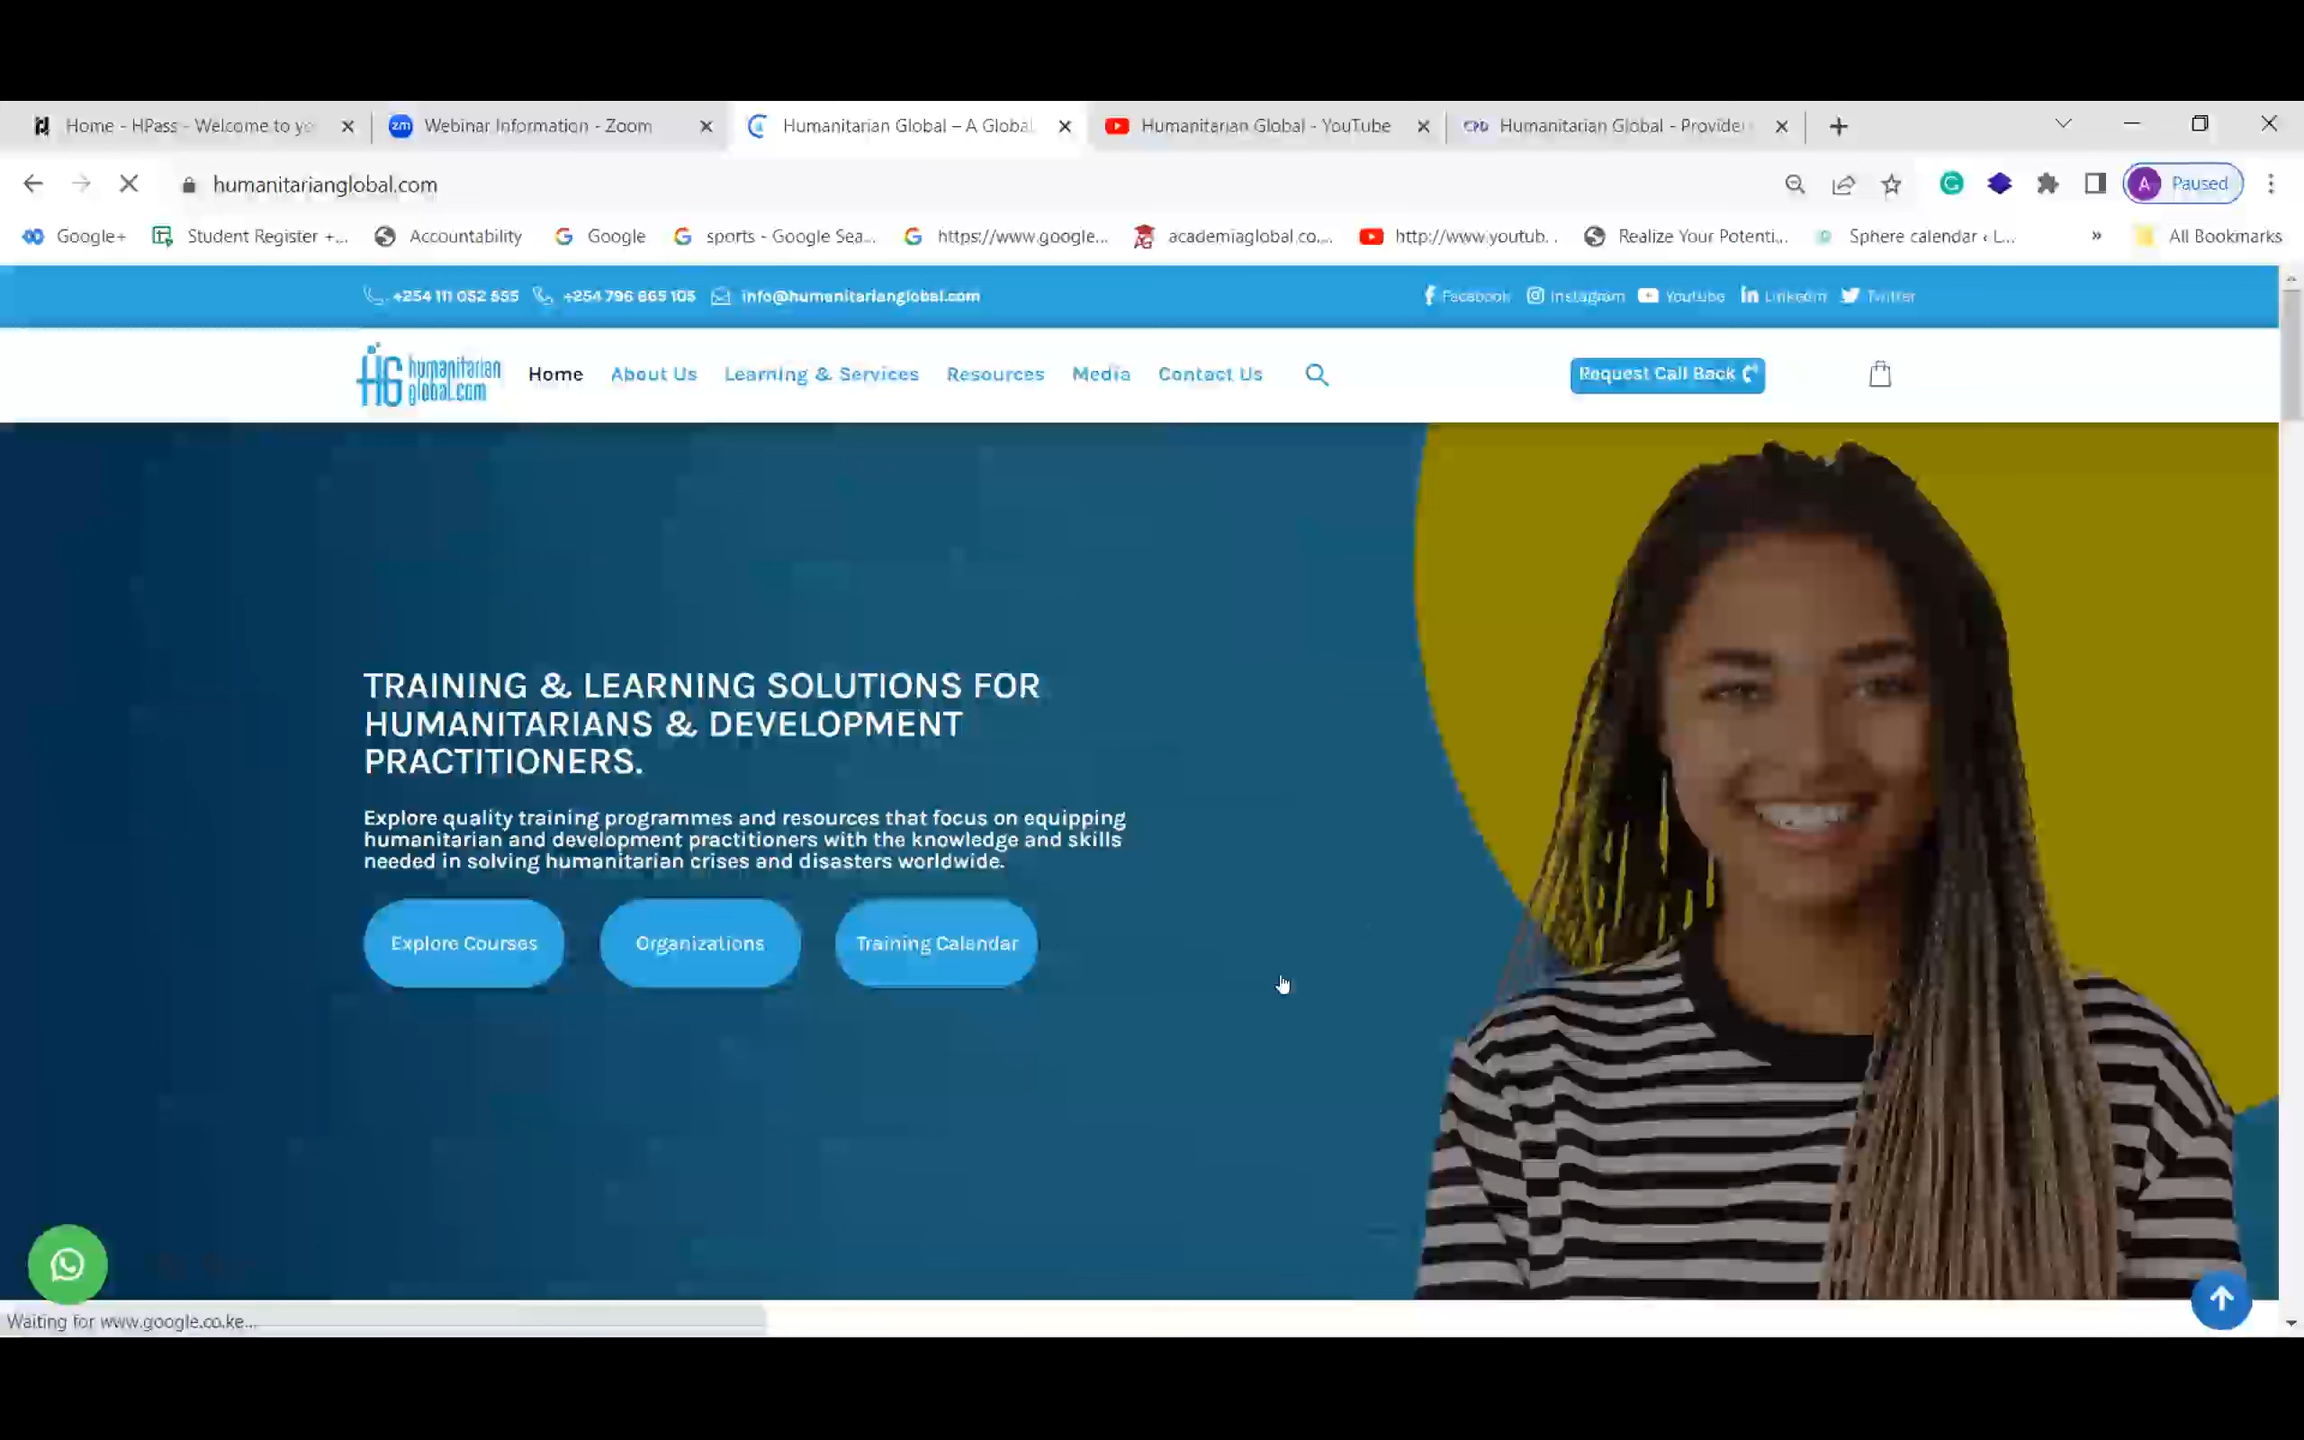 Home - HPass - Welcome to yo
Webinar Information - Zoom
Humanitarian Global – A Global
Humanitarian Global - YouTube
CPD Humanitarian Global - Provider
humanitarianglobal.com
A Paused
Google+
Student Register +...
Accountability
Google
sports - Google Sea...
https://www.google...
academiaglobal.co....
http://www.youtub...
Realize Your Potenti...
Sphere calendar ‹ L...
»
All Bookmarks
+254 111 052 555
+254 796 665 105
info@humanitarianglobal.com
Facebook
Instagram
Youtube
Linkedin
Twitter
HG humanitarian
global.com
Home
About Us
Learning & Services
Resources
Media
Contact Us
Request Call Back
TRAINING & LEARNING SOLUTIONS FOR
HUMANITARIANS & DEVELOPMENT
PRACTITIONERS.
Explore quality training programmes and resources that focus on equipping
humanitarian and development practitioners with the knowledge and skills
needed in solving humanitarian crises and disasters worldwide.
Explore Courses
Organizations
Training Calendar
Waiting for www.google.co.ke...